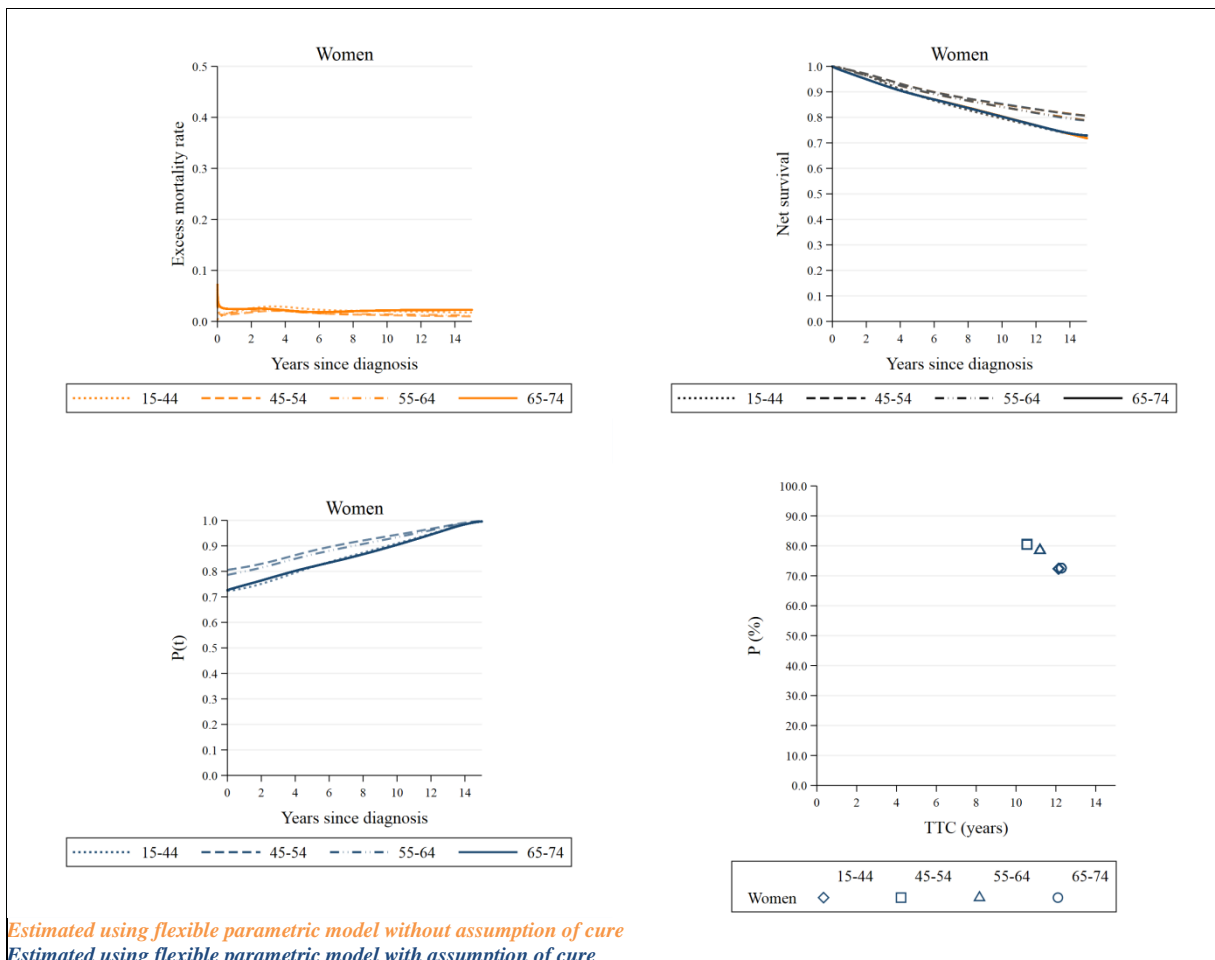 Women
0.5
0.4
0.3
0.2
0.1
0.0
Excess mortality rate
0 2 4 6 8 10 12 14
Years since diagnosis
15-44 45-54 55-64 65-74
Women
1.0
0.9
0.8
0.7
0.6
0.5
0.4
0.3
0.2
0.1
0.0
Net survival
0 2 4 6 8 10 12 14
Years since diagnosis
15-44 45-54 55-64 65-74
Women
1.0
0.9
0.8
0.7
0.6
0.5
0.4
0.3
0.2
0.1
0.0
P(t)
0 2 4 6 8 10 12 14
Years since diagnosis
15-44 45-54 55-64 65-74
100.0
90.0
80.0
70.0
60.0
50.0
40.0
30.0
20.0
10.0
0.0
P (%)
0 2 4 6 8 10 12 14
TTC (years)
15-44 45-54 55-64 65-74
Women
Estimated using flexible parametric model without assumption of cure
Estimated using flexible parametric model with assumption of cure